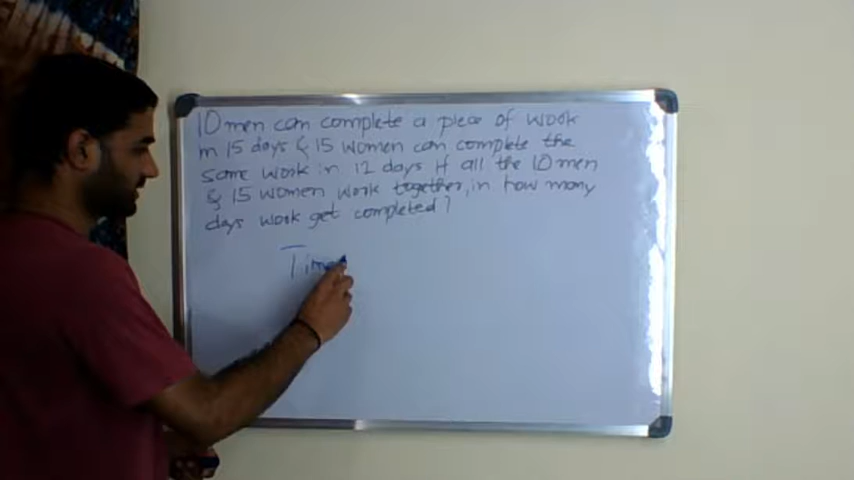 10 men can complete a piece of work
in 15 days & 15 women can complete the
same work in 12 days If all the 10 men
& 15 women work together, in how many
days work get completed?
Time